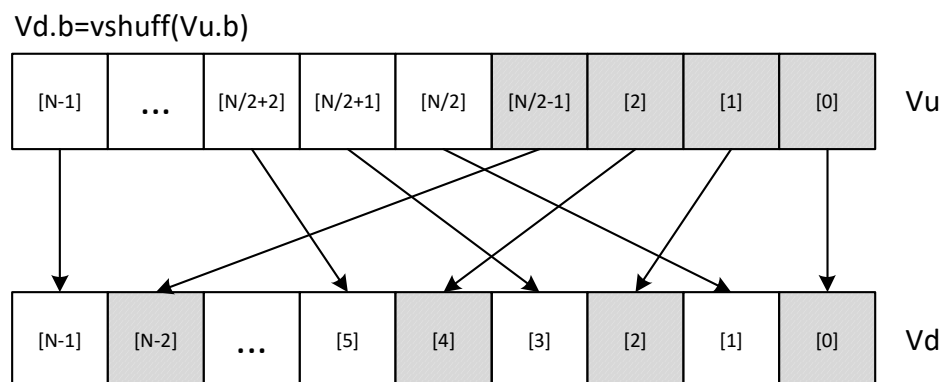 Vd.b=vshuff(Vu.b)
[N-1] ... [N/2+2] [N/2+1] [N/2] [N/2-1] [2] [1] [0] Vu
[N-1] [N-2] ... [5] [4] [3] [2] [1] [0] Vd